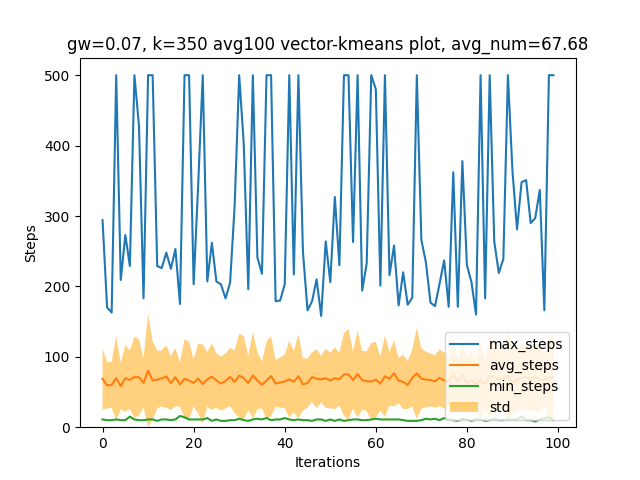 gw=0.07, k=350 avg100 vector-kmeans plot, avg_num=67.68
500
400
300
200
100
0
Steps
max_steps
avg_steps
min_steps
std
0 20 40 60 80 100
Iterations